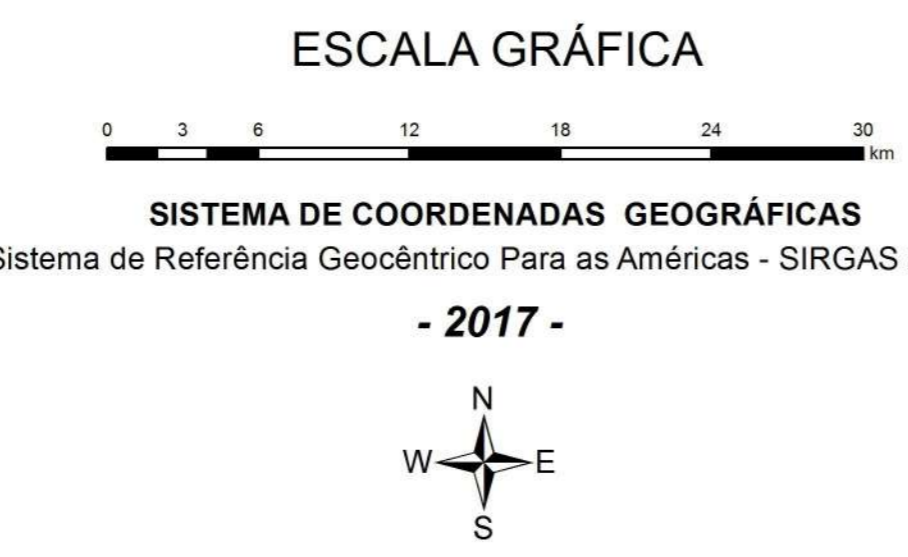 ESCALA GRÁFICA
0 3 6 12 18 24 30
km
SISTEMA DE COORDENADAS GEOGRÁFICAS
Sistema de Referência Geocêntrico Para as Américas - SIRGAS
- 2017 -
N
W E
S